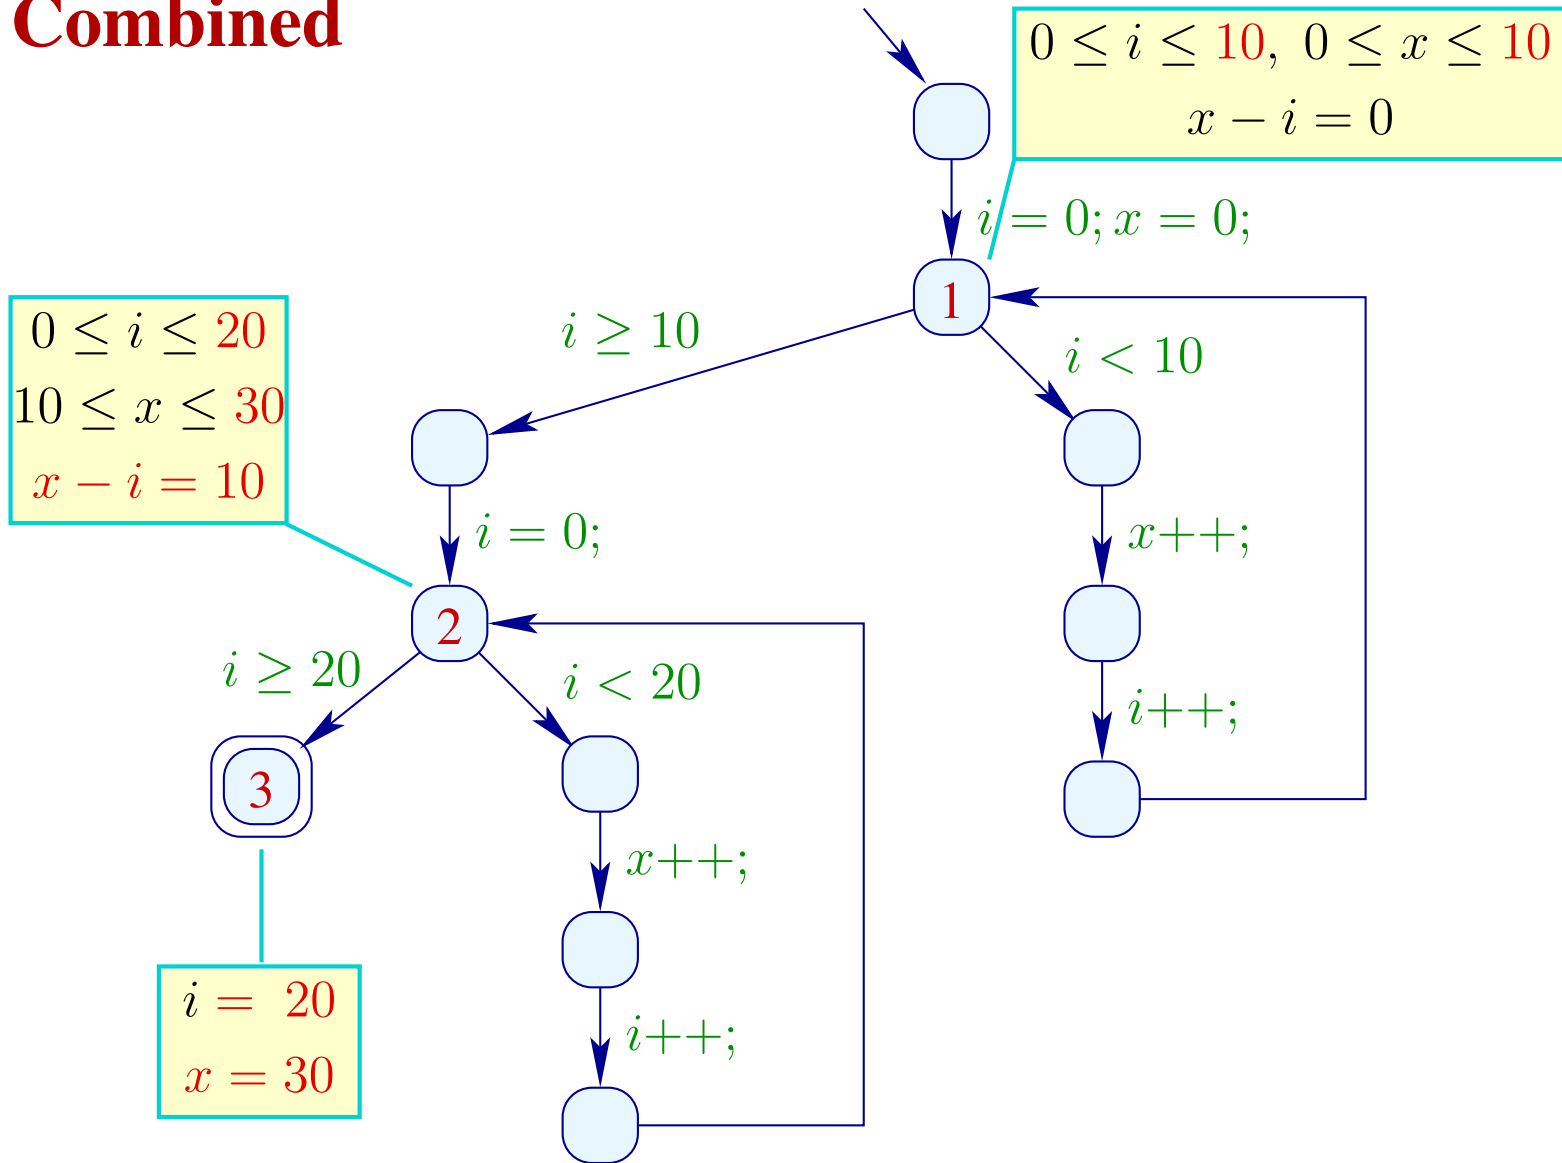 Combined
0 ≤ i ≤ 10, 0 ≤ x ≤ 10
x − i = 0
i = 0; x = 0;
1
i ≥ 10
i < 10
0 ≤ i ≤ 20
10 ≤ x ≤ 30
x − i = 10
i = 0;
x++;
2
i ≥ 20
i < 20
i++;
3
x++;
i = 20
x = 30
i++;